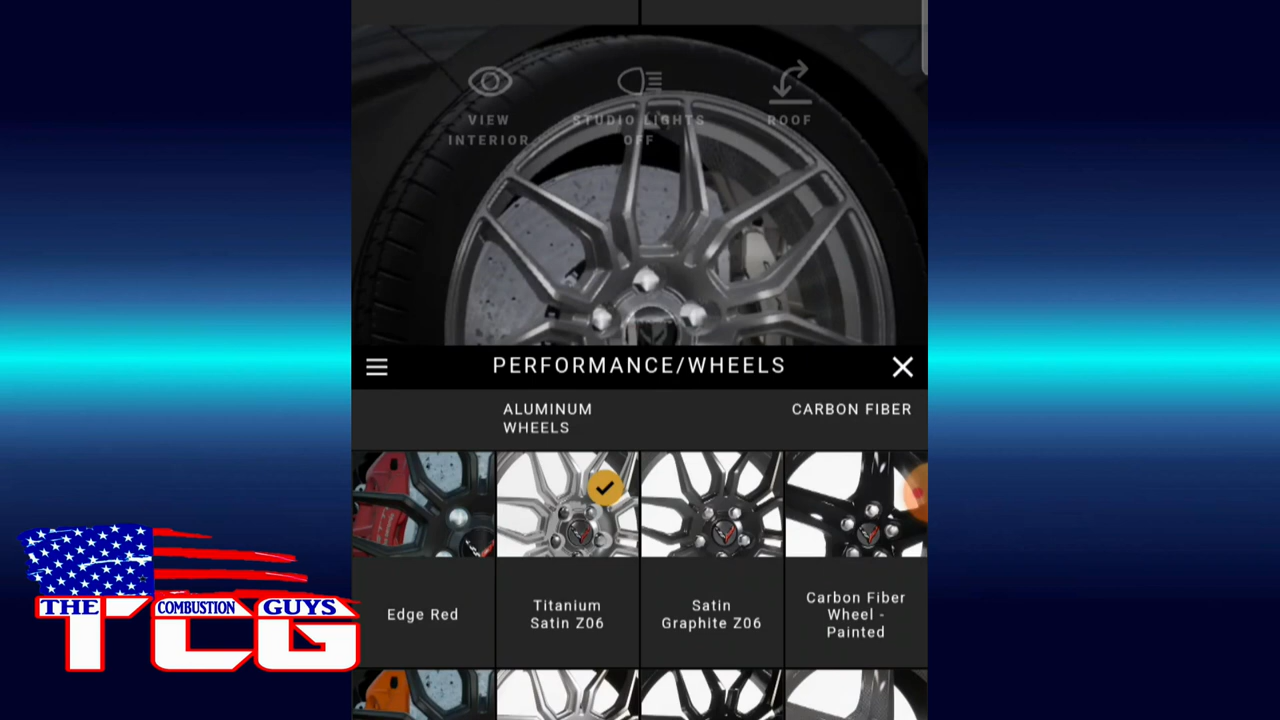 VIEW
INTERIOR
STUDIO LIGHTS
OFF
ROOF
PERFORMANCE/WHEELS
ALUMINUM
WHEELS
CARBON FIBER
Edge Red
Titanium
Satin Z06
Satin
Graphite Z06
Carbon Fiber
Wheel -
Painted
THE COMBUSTION GUYS
TCG